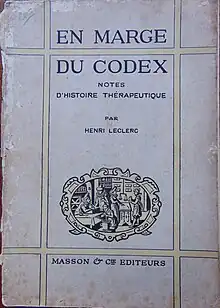 EN MARGE
DU CODEX
NOTES
D'HISTOIRE THÉRAPEUTIQUE
PAR
HENRI LECLERC
MASSON & CIE EDITEURS